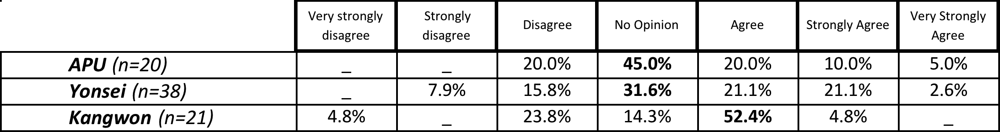 Very strongly disagree Strongly disagree Disagree No Opinion Agree Strongly Agree Very Strongly Agree
APU (n=20) _ _ 20.0% 45.0% 20.0% 10.0% 5.0%
Yonsei (n=38) _ 7.9% 15.8% 31.6% 21.1% 21.1% 2.6%
Kangwon (n=21) 4.8% _ 23.8% 14.3% 52.4% 4.8% _